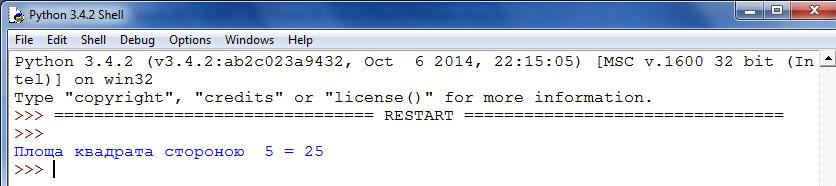 Python 3.4.2 Shell
File Edit Shell Debug Options Windows Help
Python 3.4.2 (v3.4.2:ab2c023a9432, Oct  6 2014, 22:15:05) [MSC v.1600 32 bit (In
tel)] on win32
Type "copyright", "credits" or "license()" for more information.
>>> ================================ RESTART ================================
>>>
Площа квадрата стороною  5 = 25
>>>